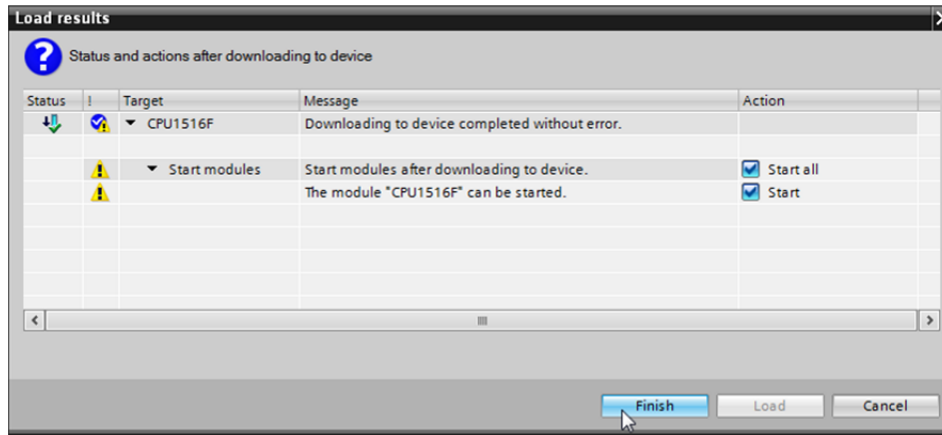 Load results
Status and actions after downloading to device
Status ! Target Message Action
CPU1516F Downloading to device completed without error.
Start modules Start modules after downloading to device. Start all
The module "CPU1516F" can be started. Start
Finish Load Cancel